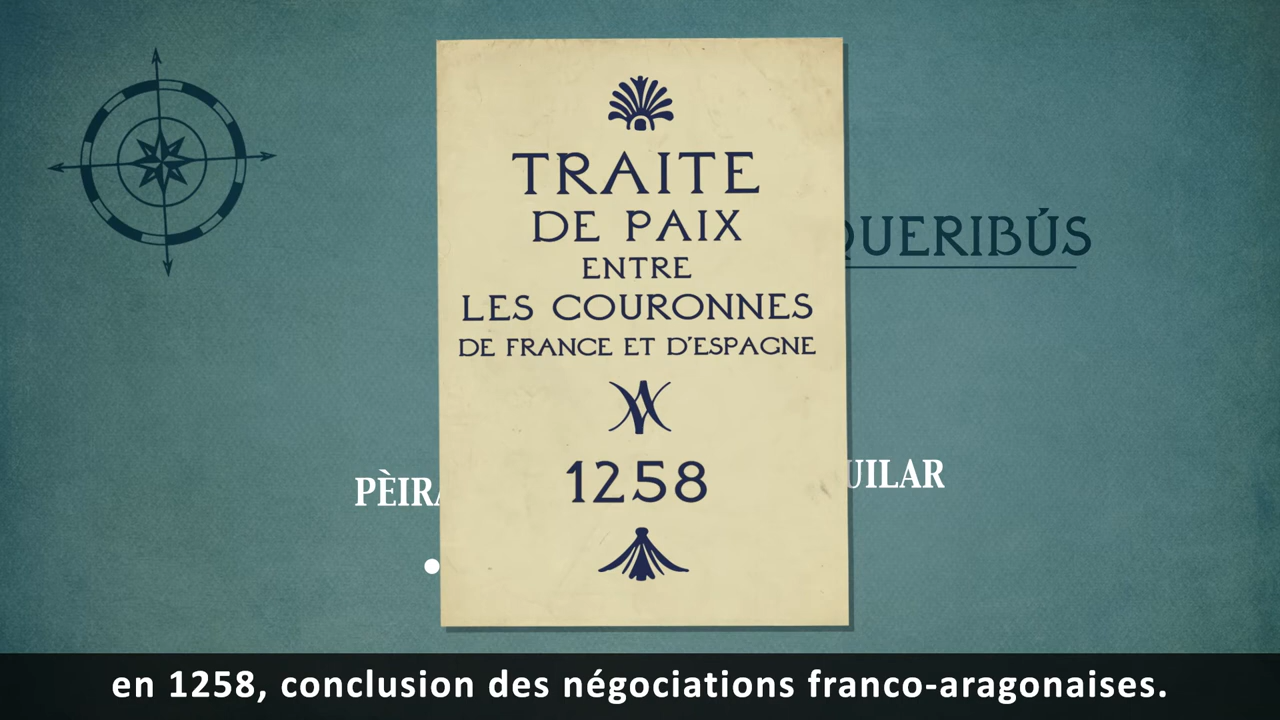 TRAITE
DE PAIX
ENTRE
LES COURONNES
DE FRANCE ET D'ESPAGNE
1258
QUERIBÚS
PÈIRA
UILAR
en 1258, conclusion des négociations franco-aragonaises.